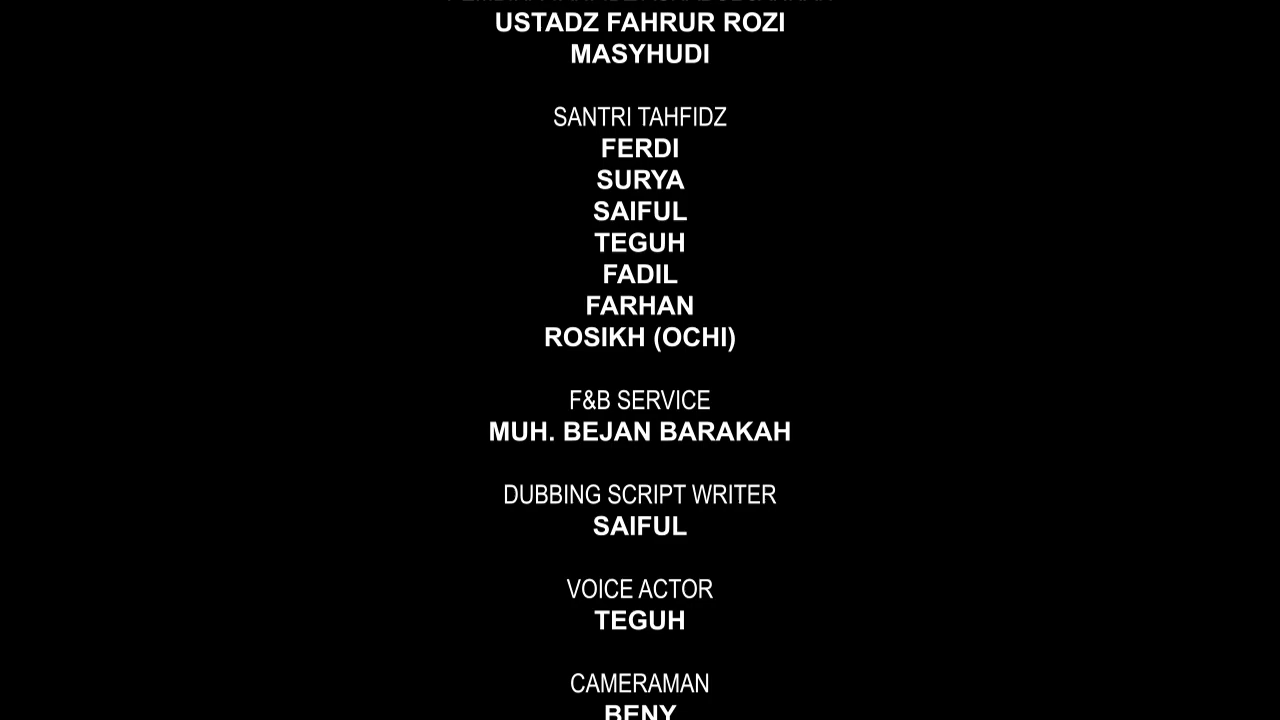 USTADZ FAHRUR ROZI
MASYHUDI
SANTRI TAHFIDZ
FERDI
SURYA
SAIFUL
TEGUH
FADIL
FARHAN
ROSIKH (OCHI)
F&B SERVICE
MUH. BEJAN BARAKAH
DUBBING SCRIPT WRITER
SAIFUL
VOICE ACTOR
TEGUH
CAMERAMAN
BENY